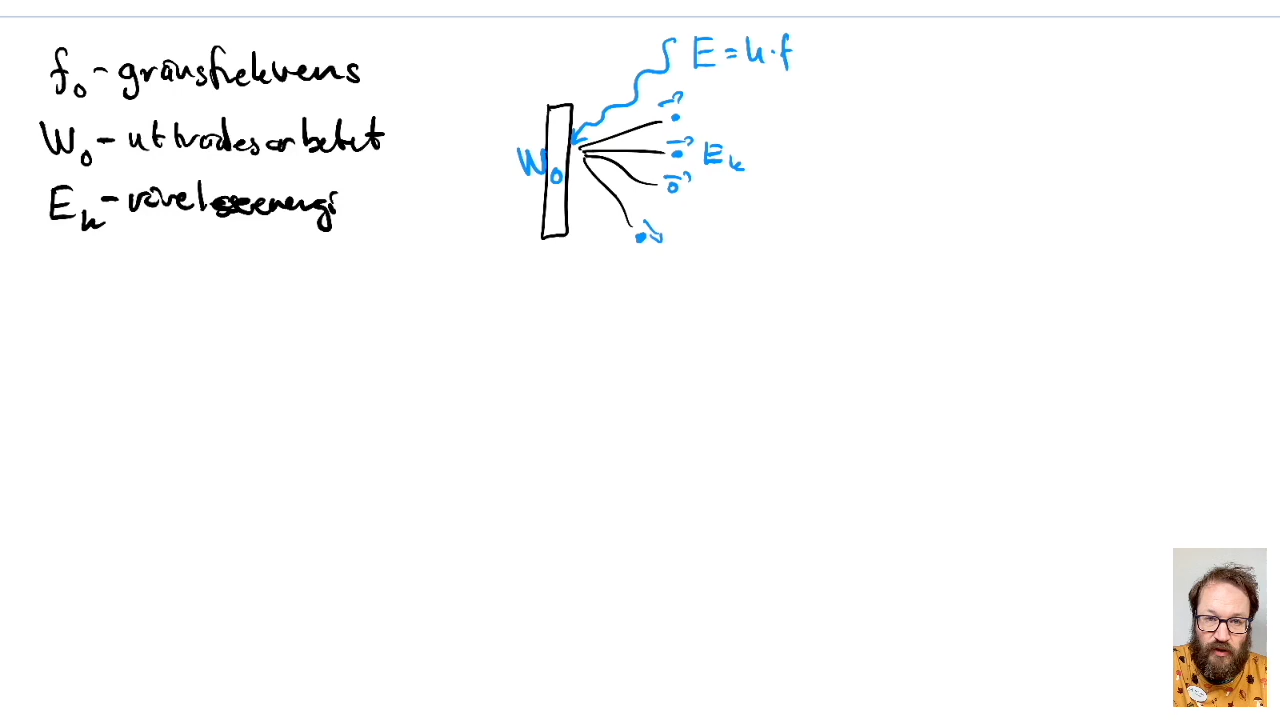 f₀ - gränsfrekvens
W₀ - utträdesarbetet
Eₖ - rörelseenergi
E = h·f
W₀
Eₖ